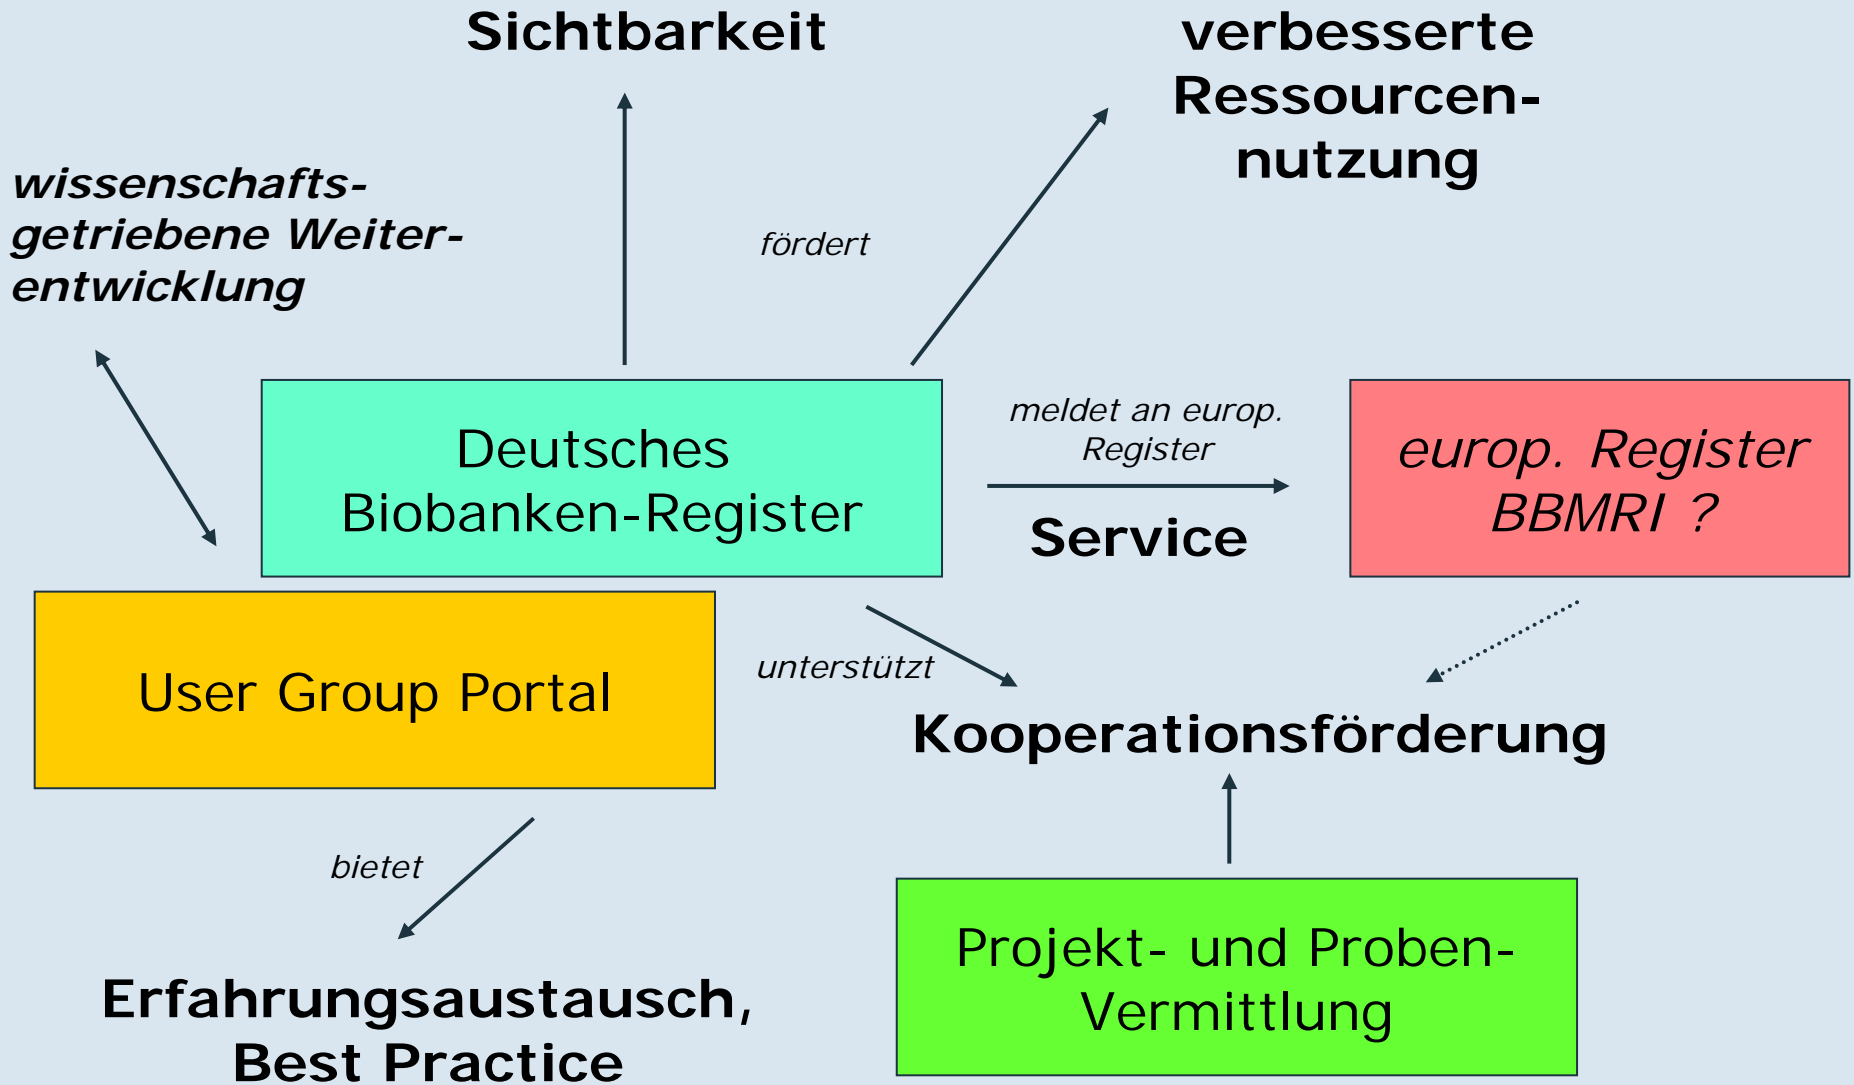 Sichtbarkeit
verbesserte
Ressourcen-
nutzung
wissenschafts-
getriebene Weiter-
entwicklung
fördert
Deutsches
Biobanken-Register
meldet an europ.
Register
Service
europ. Register
BBMRI ?
User Group Portal
unterstützt
Kooperationsförderung
bietet
Erfahrungsaustausch,
Best Practice
Projekt- und Proben-
Vermittlung